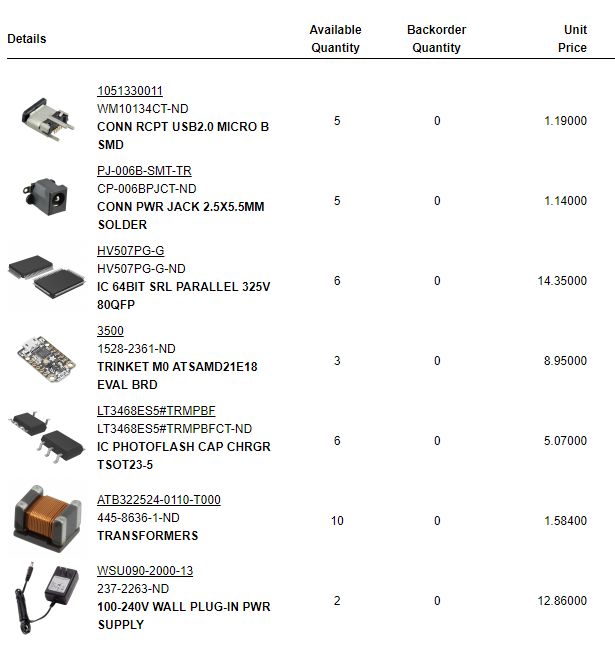 Details
Available Quantity
Backorder Quantity
Unit Price
1051330011
WM10134CT-ND
CONN RCPT USB2.0 MICRO B
SMD
5
0
1.19000
PJ-006B-SMT-TR
CP-006BPJCT-ND
CONN PWR JACK 2.5X5.5MM
SOLDER
5
0
1.14000
HV507PG-G
HV507PG-G-ND
IC 64BIT SRL PARALLEL 325V
80QFP
6
0
14.35000
3500
1528-2361-ND
TRINKET M0 ATSAMD21E18
EVAL BRD
3
0
8.95000
LT3468ES5#TRMPBF
LT3468ES5#TRMPBFCT-ND
IC PHOTOFLASH CAP CHRGR
TSOT23-5
6
0
5.07000
ATB322524-0110-T000
445-8636-1-ND
TRANSFORMERS
10
0
1.58400
WSU090-2000-13
237-2263-ND
100-240V WALL PLUG-IN PWR
SUPPLY
2
0
12.86000